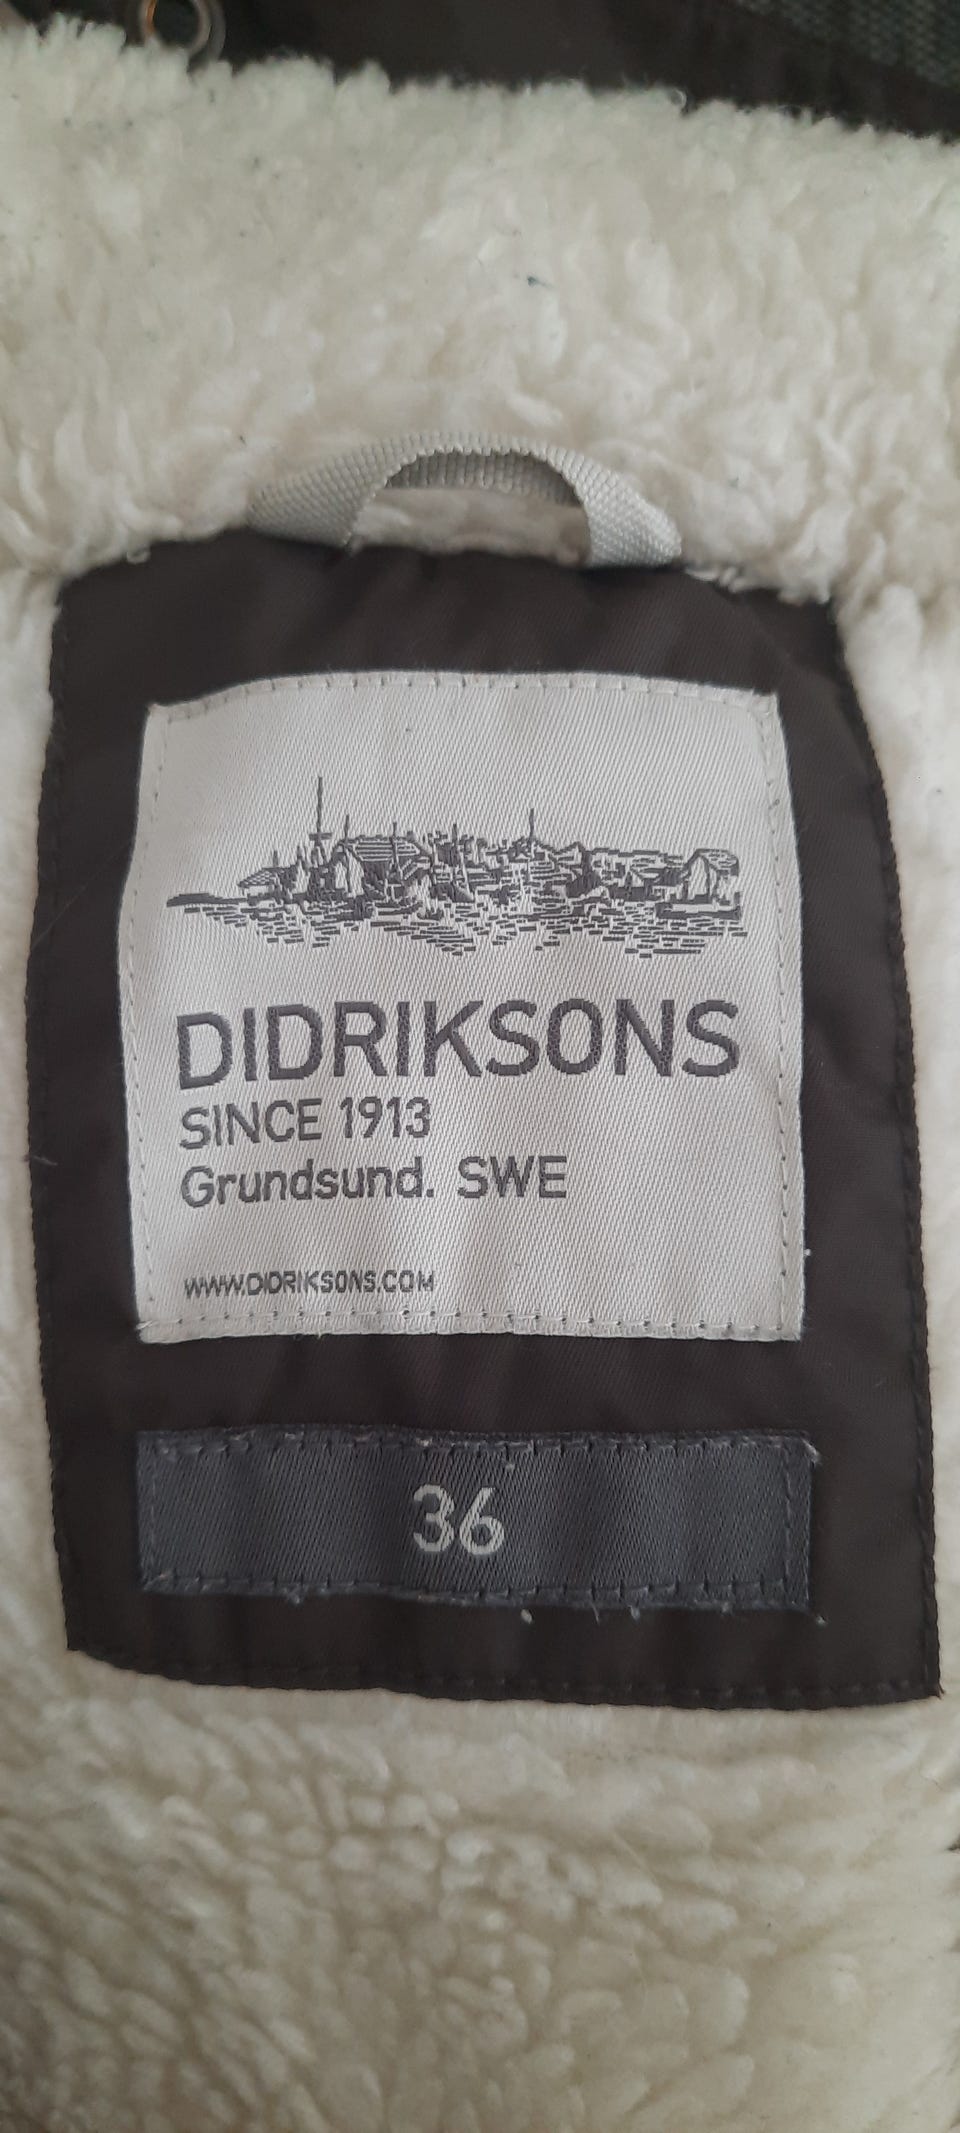 DIDRIKSONS
SINCE 1913
Grundsund. SWE
WWW.DIDRIKSONS.COM
36